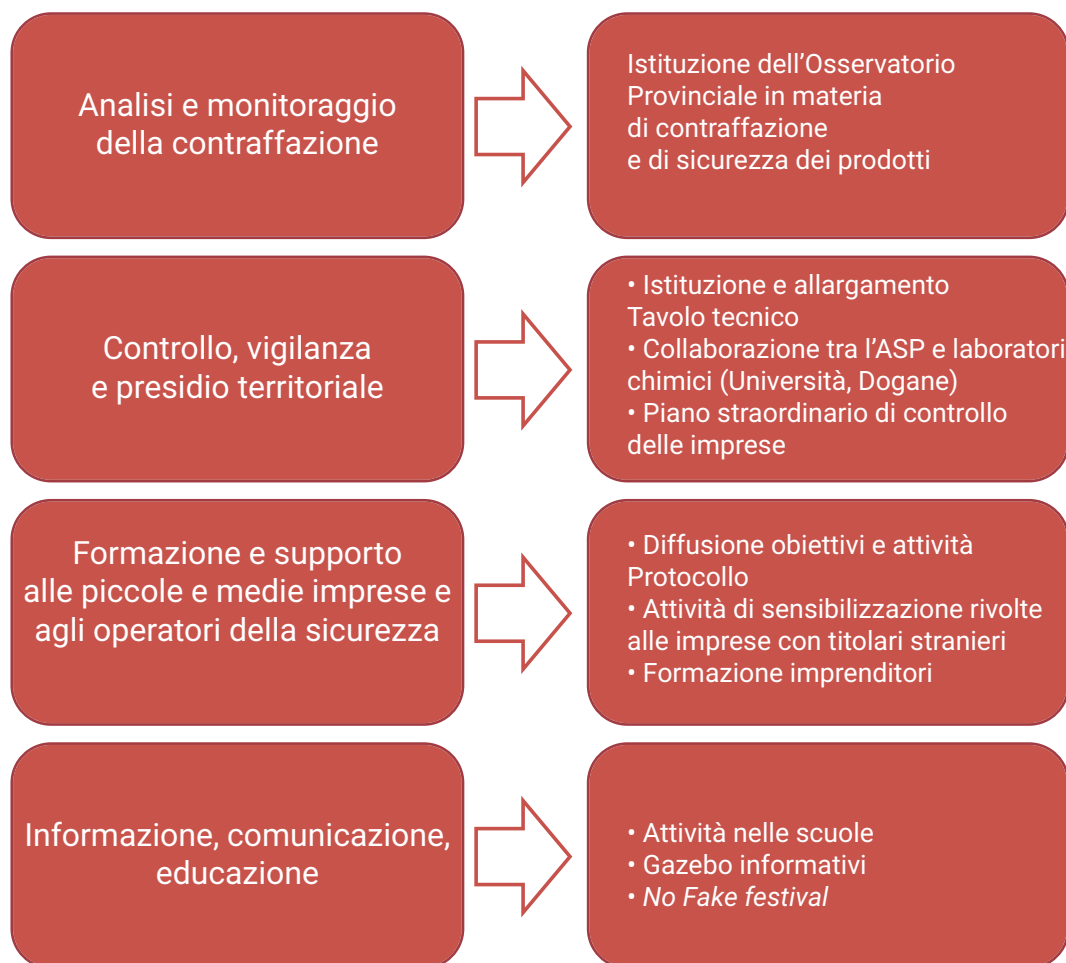 Analisi e monitoraggio
della contraffazione
Istituzione dell’Osservatorio
Provinciale in materia
di contraffazione
e di sicurezza dei prodotti
Controllo, vigilanza
e presidio territoriale
• Istituzione e allargamento
Tavolo tecnico
• Collaborazione tra l’ASP e laboratori
chimici (Università, Dogane)
• Piano straordinario di controllo
delle imprese
Formazione e supporto
alle piccole e medie imprese e
agli operatori della sicurezza
• Diffusione obiettivi e attività
Protocollo
• Attività di sensibilizzazione rivolte
alle imprese con titolari stranieri
• Formazione imprenditori
Informazione, comunicazione,
educazione
• Attività nelle scuole
• Gazebo informativi
• No Fake festival